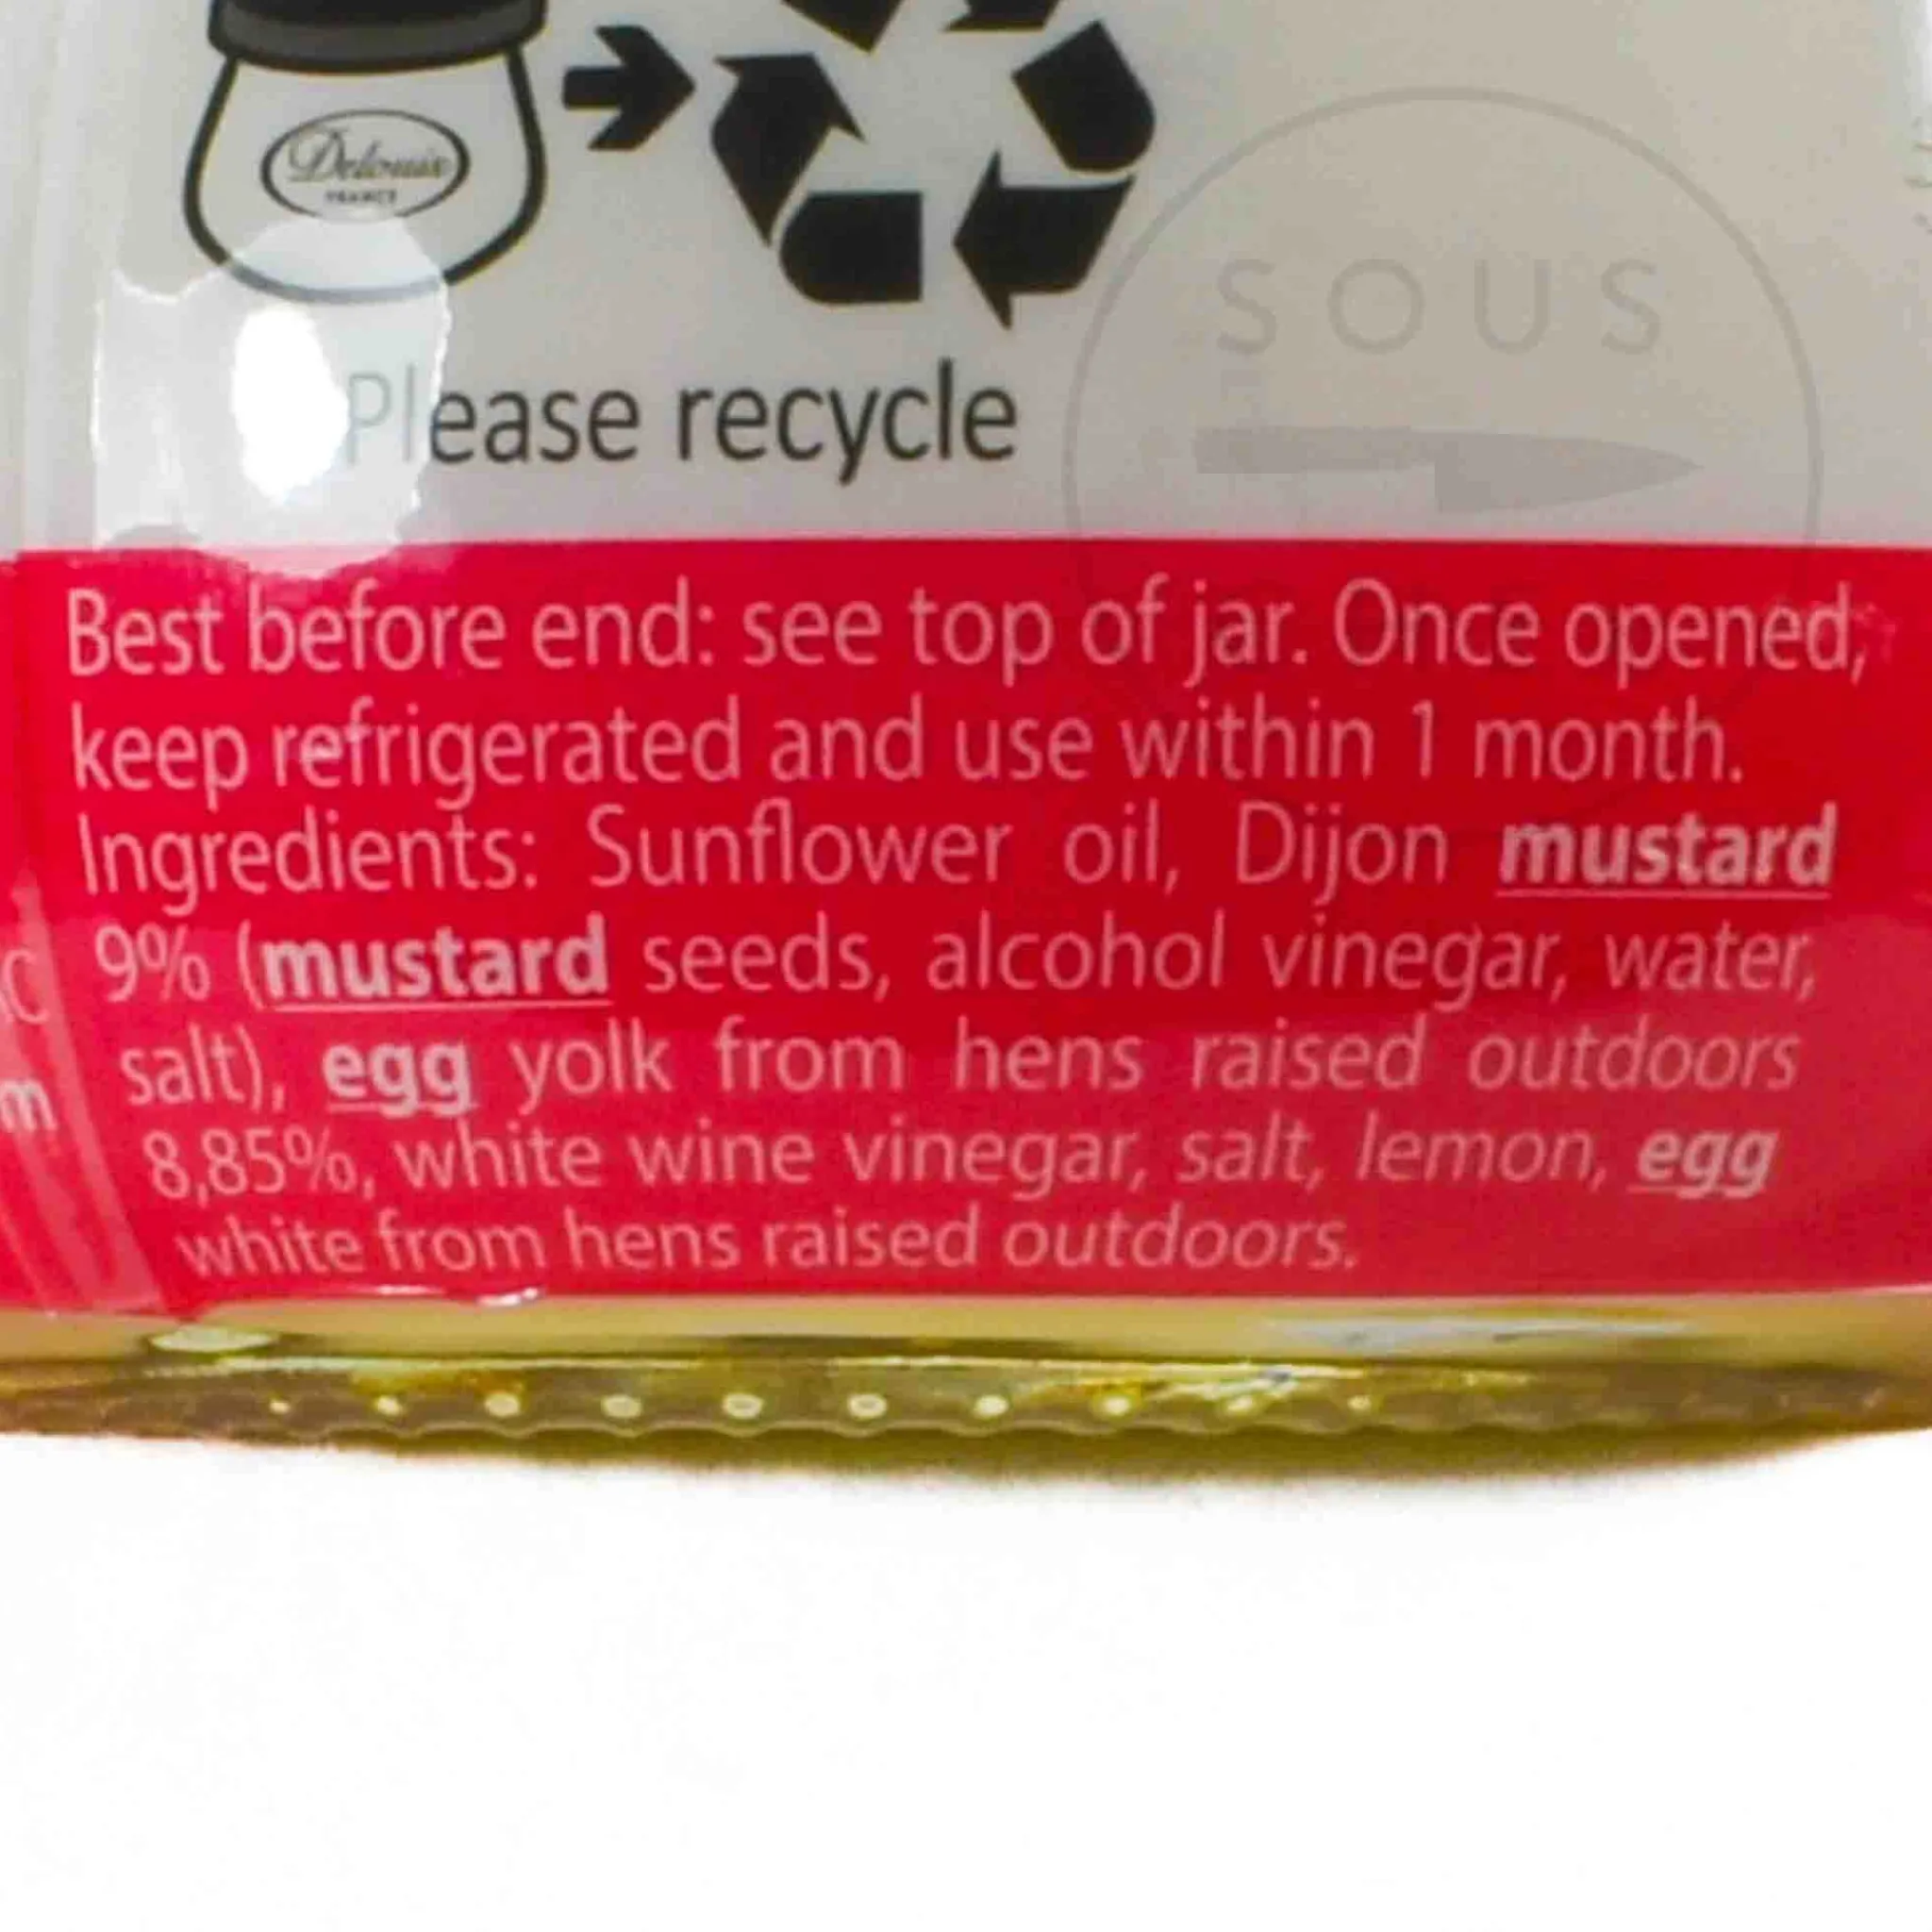 Delouis
FRANCE
SOUS
Please recycle
Best before end: see top of jar. Once opened,
keep refrigerated and use within 1 month.
Ingredients: Sunflower oil, Dijon mustard
9% (mustard seeds, alcohol vinegar, water,
salt), egg yolk from hens raised outdoors
8,85%, white wine vinegar, salt, lemon, egg
white from hens raised outdoors.